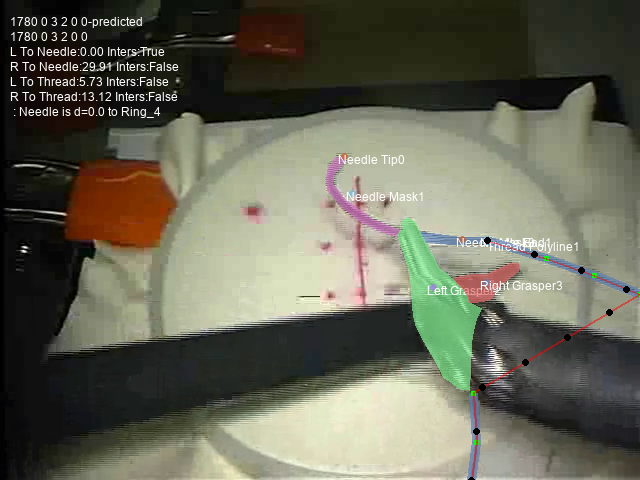 1780 0 3 2 0 0-predicted
1780 0 3 2 0 0
L To Needle:0.00 Inters:True
R To Needle:29.91 Inters:False
L To Thread:5.73 Inters:False
R To Thread:13.12 Inters:False
: Needle is d=0.0 to Ring_4
Needle Tip0
Needle Mask1
Thread Polyline1
Right Grasper3
Left Grasper